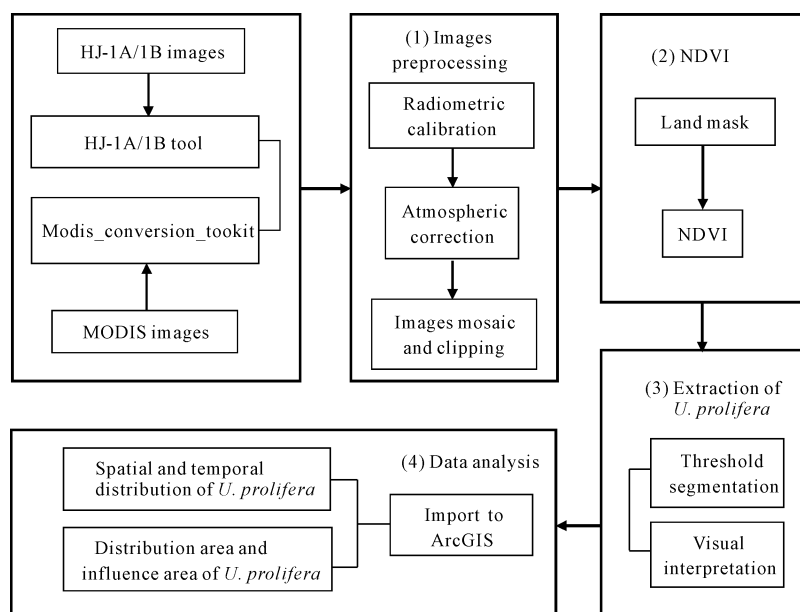 HJ-1A/1B images
HJ-1A/1B tool
Modis_conversion_tookit
MODIS images
(1) Images
preprocessing
Radiometric
calibration
Atmospheric
correction
Images mosaic
and clipping
(2) NDVI
Land mask
NDVI
(3) Extraction of
U. prolifera
Threshold
segmentation
Visual
interpretation
(4) Data analysis
Import to
ArcGIS
Spatial and temporal
distribution of U. prolifera
Distribution area and
influence area of U. prolifera